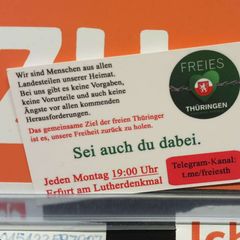 ZU
Wir sind Menschen aus allen
Landesteilen unserer Heimat.
Bei uns gibt es keine Vorgaben,
keine Vorurteile und auch keine
Ängste vor allen kommenden
Herausforderungen.
FREIES
THÜRINGEN
Das gemeinsame Ziel der freien Thüringer
ist es, unsere Freiheit zurück zu holen.
Sei auch du dabei.
Jeden Montag 19:00 Uhr
Erfurt am Lutherdenkmal
Telegram-Kanal:
t.me/freiesth
Ich